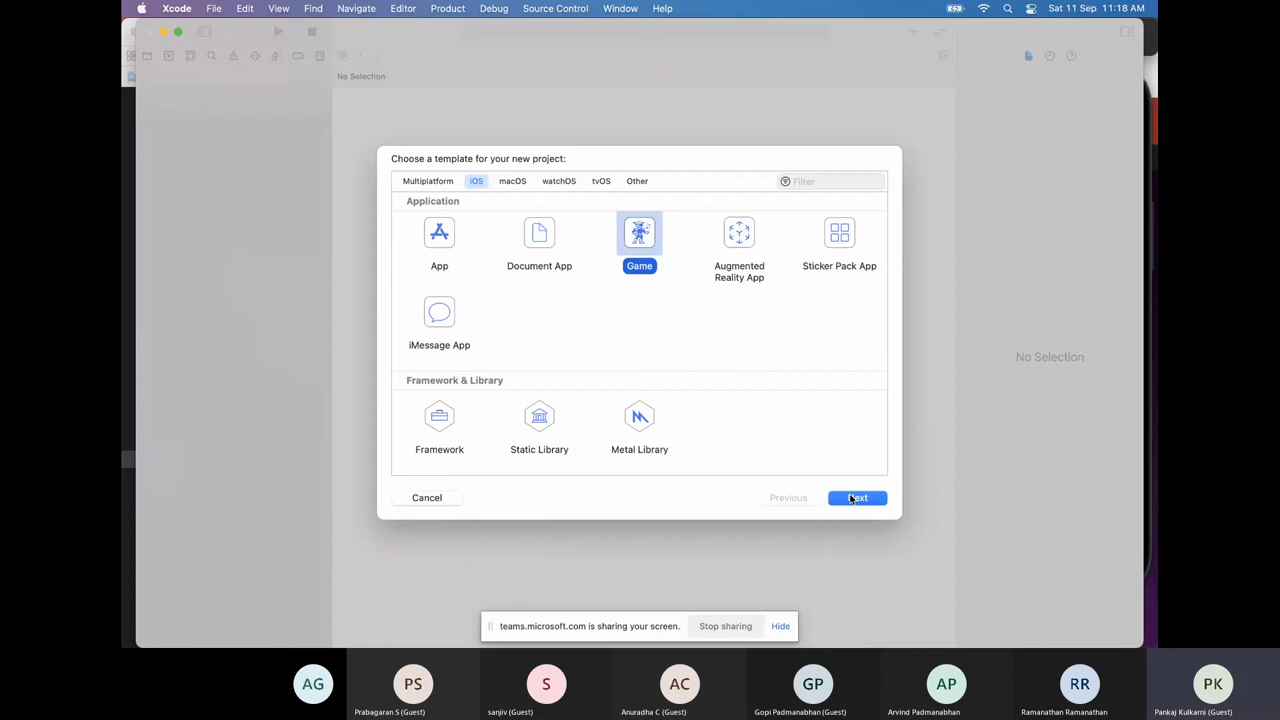 Xcode File Edit View Find Navigate Editor Product Debug Source Control Window Help Sat 11 Sep 11:18 AM
No Selection
Choose a template for your new project:
Multiplatform iOS macOS watchOS tvOS Other Filter
Application
App Document App Game Augmented Reality App Sticker Pack App
iMessage App
Framework & Library
Framework Static Library Metal Library
No Selection
Cancel Previous Next
teams.microsoft.com is sharing your screen. Stop sharing Hide
AG PS S AC GP AP RR PK
Prabagaran S (Guest) sanjiv (Guest) Anuradha C (Guest) Gopi Padmanabhan (Guest) Arvind Padmanabhan Ramanathan Ramanathan Pankaj Kulkarni (Guest)